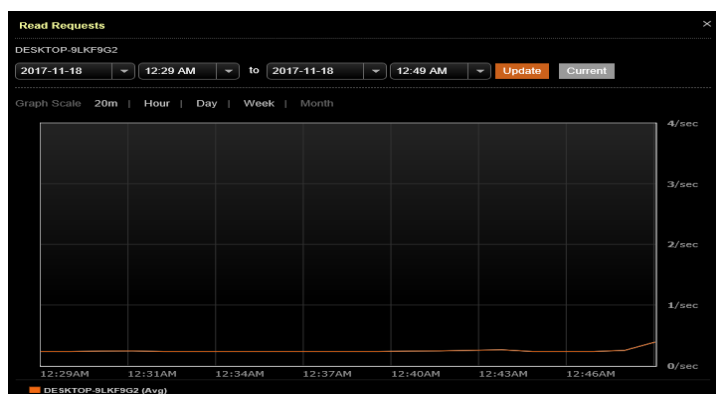 Read Requests ×
DESKTOP-9LKF9G2
2017-11-18 12:29 AM to 2017-11-18 12:49 AM Update Current
Graph Scale 20m | Hour | Day | Week | Month
4/sec
3/sec
2/sec
1/sec
0/sec
12:29AM 12:31AM 12:34AM 12:37AM 12:40AM 12:43AM 12:46AM
DESKTOP-9LKF9G2 (Avg)